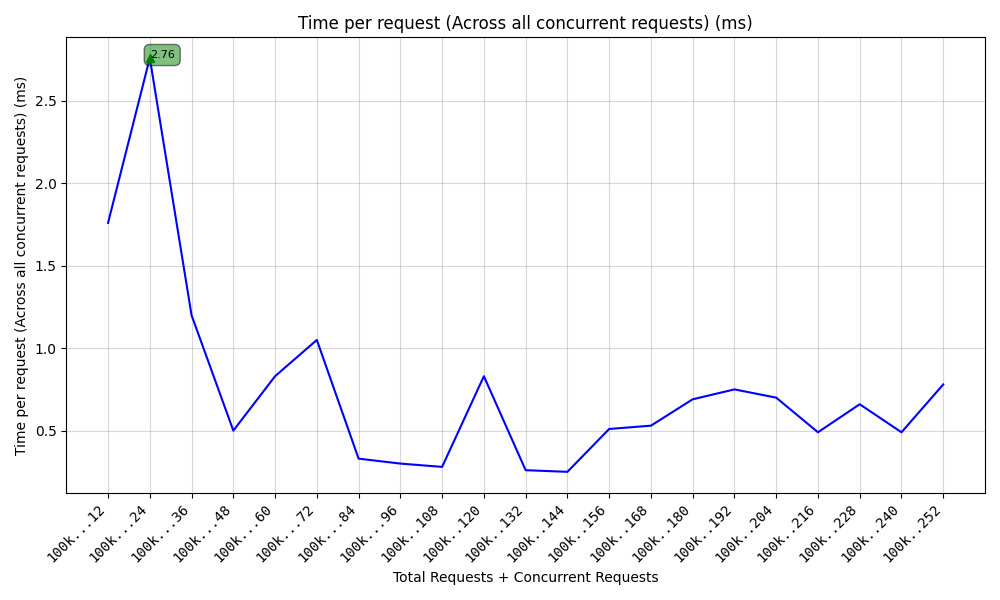 Time per request (Across all concurrent requests) (ms)
2.76
Time per request (Across all concurrent requests) (ms)
2.5
2.0
1.5
1.0
0.5
100k...12
100k...24
100k...36
100k...48
100k...60
100k...72
100k...84
100k...96
100k..108
100k..120
100k..132
100k..144
100k..156
100k..168
100k..180
100k..192
100k..204
100k..216
100k..228
100k..240
100k..252
Total Requests + Concurrent Requests